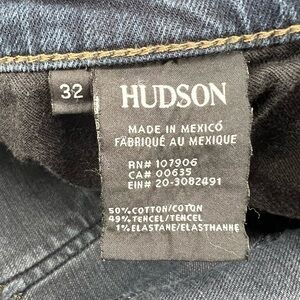 32
HUDSON
MADE IN MEXICO
FABRIQUÉ AU MEXIQUE
RN# 107906
CA# 00635
EIN# 20-3082491
50% COTTON/COTON
49% TENCEL/TENCEL
1% ELASTANE/ELASTHANNE